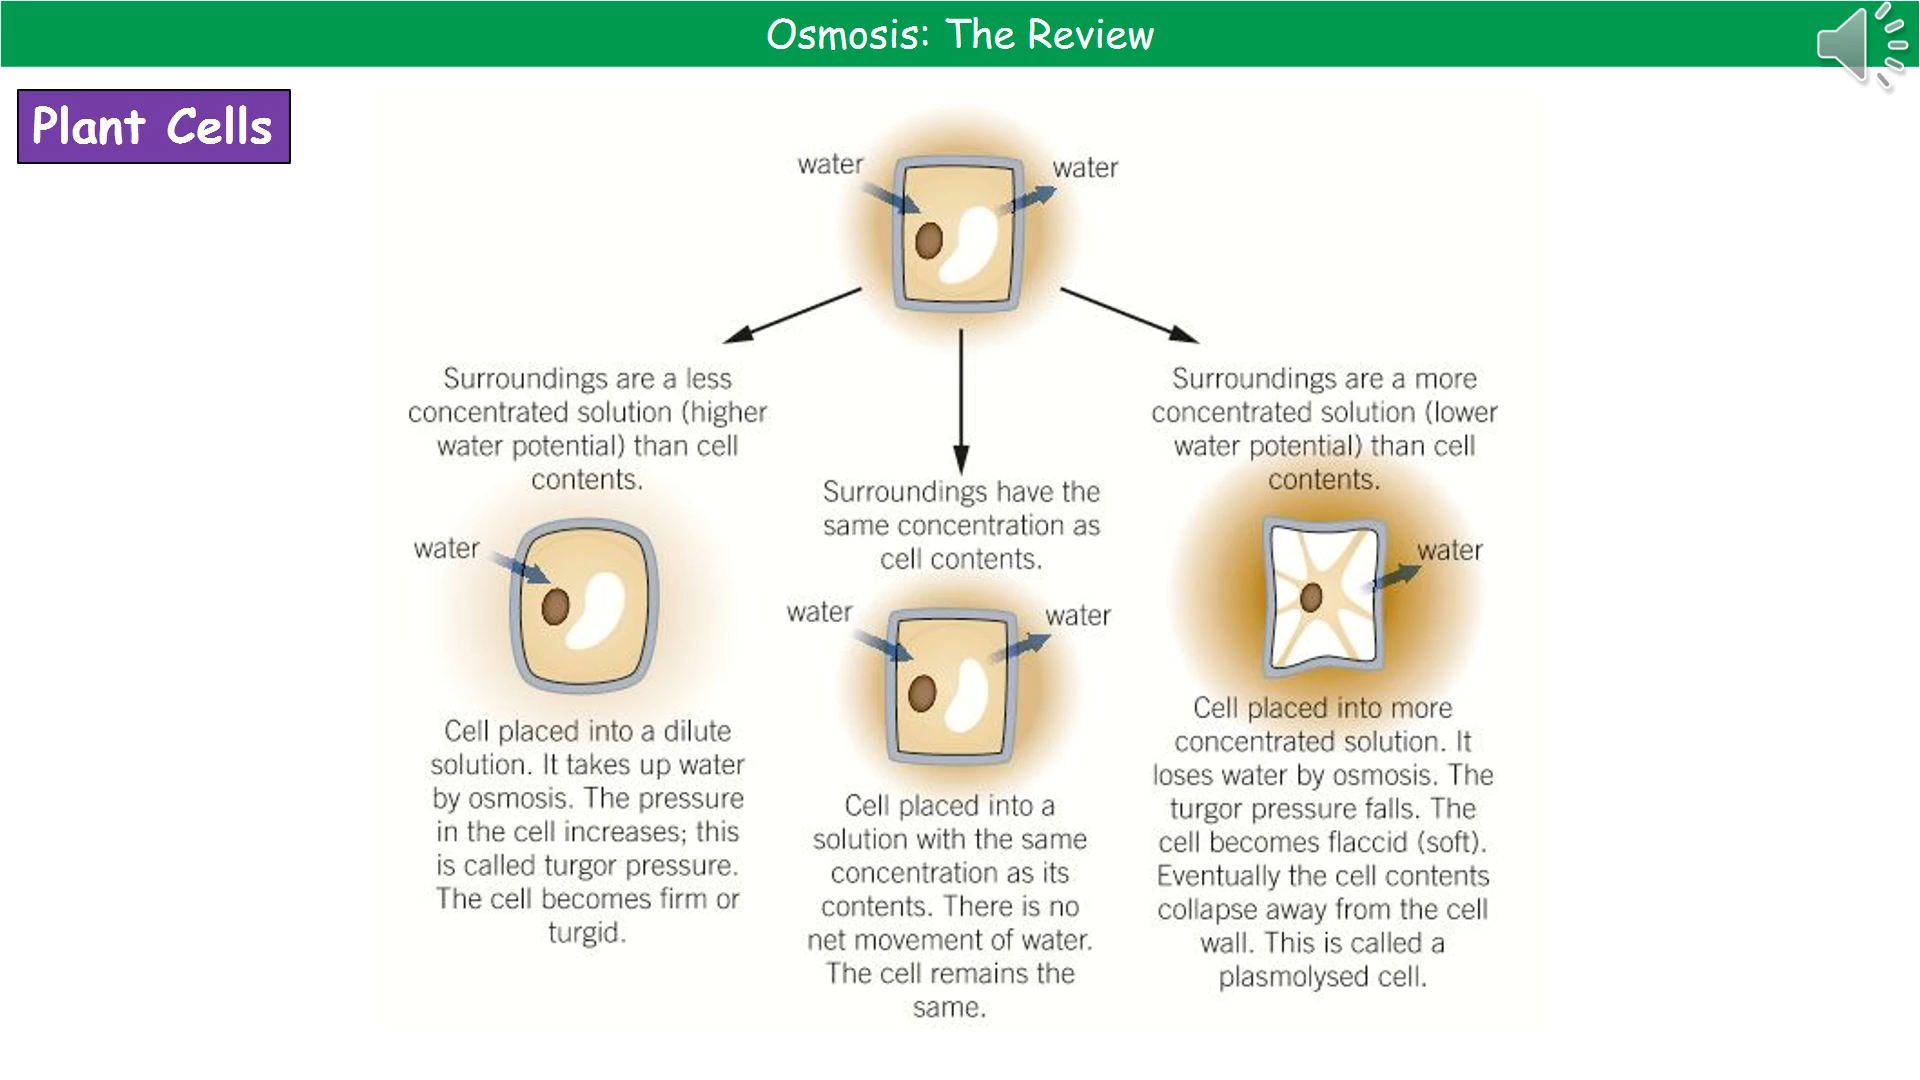 Osmosis: The Review
Plant Cells
water
water
Surroundings are a less
concentrated solution (higher
water potential) than cell
contents.
water
Cell placed into a dilute
solution. It takes up water
by osmosis. The pressure
in the cell increases; this
is called turgor pressure.
The cell becomes firm or
turgid.
Surroundings have the
same concentration as
cell contents.
water
water
Cell placed into a
solution with the same
concentration as its
contents. There is no
net movement of water.
The cell remains the
same.
Surroundings are a more
concentrated solution (lower
water potential) than cell
contents.
water
Cell placed into more
concentrated solution. It
loses water by osmosis. The
turgor pressure falls. The
cell becomes flaccid (soft).
Eventually the cell contents
collapse away from the cell
wall. This is called a
plasmolysed cell.